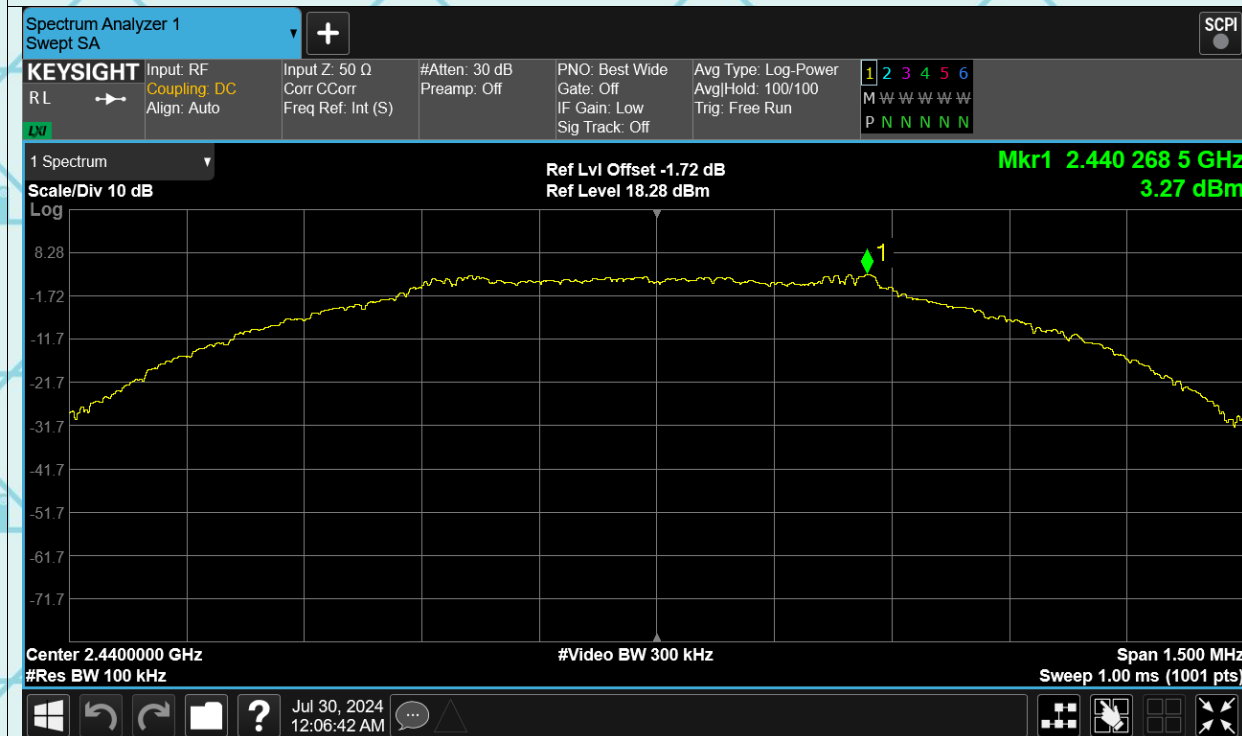 Spectrum Analyzer 1
Swept SA
SCPI
KEYSIGHT
RL
LXI
Input: RF
Coupling: DC
Align: Auto
Input Z: 50 Ω
Corr CCorr
Freq Ref: Int (S)
#Atten: 30 dB
Preamp: Off
PNO: Best Wide
Gate: Off
IF Gain: Low
Sig Track: Off
Avg Type: Log-Power
Avg|Hold: 100/100
Trig: Free Run
1 2 3 4 5 6
M W W W W W W
P N N N N N
1 Spectrum
Scale/Div 10 dB
Log
Ref Lvl Offset -1.72 dB
Ref Level 18.28 dBm
Mkr1 2.440 268 5 GHz
3.27 dBm
1
8.28
-1.72
-11.7
-21.7
-31.7
-41.7
-51.7
-61.7
-71.7
Center 2.4400000 GHz
#Res BW 100 kHz
#Video BW 300 kHz
Span 1.500 MHz
Sweep 1.00 ms (1001 pts)
?
Jul 30, 2024
12:06:42 AM